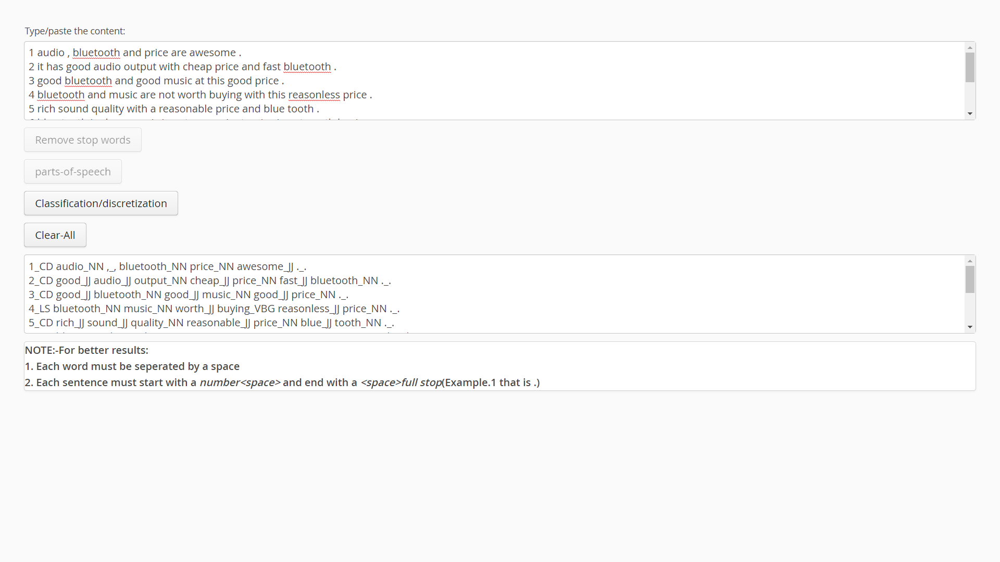 Type/paste the content:
1 audio , bluetooth and price are awesome .
2 it has good audio output with cheap price and fast bluetooth .
3 good bluetooth and good music at this good price .
4 bluetooth and music are not worth buying with this reasonless price .
5 rich sound quality with a reasonable price and blue tooth .
Remove stop words
parts-of-speech
Classification/discretization
Clear-All
1_CD audio_NN ,_, bluetooth_NN price_NN awesome_JJ ._.
2_CD good_JJ audio_JJ output_NN cheap_JJ price_NN fast_JJ bluetooth_NN ._.
3_CD good_JJ bluetooth_NN good_JJ music_NN good_JJ price_NN ._.
4_LS bluetooth_NN music_NN worth_JJ buying_VBG reasonless_JJ price_NN ._.
5_CD rich_JJ sound_JJ quality_NN reasonable_JJ price_NN blue_JJ tooth_NN ._.
NOTE:-For better results:
1. Each word must be seperated by a space
2. Each sentence must start with a number<space> and end with a <space>full stop(Example.1 that is .)